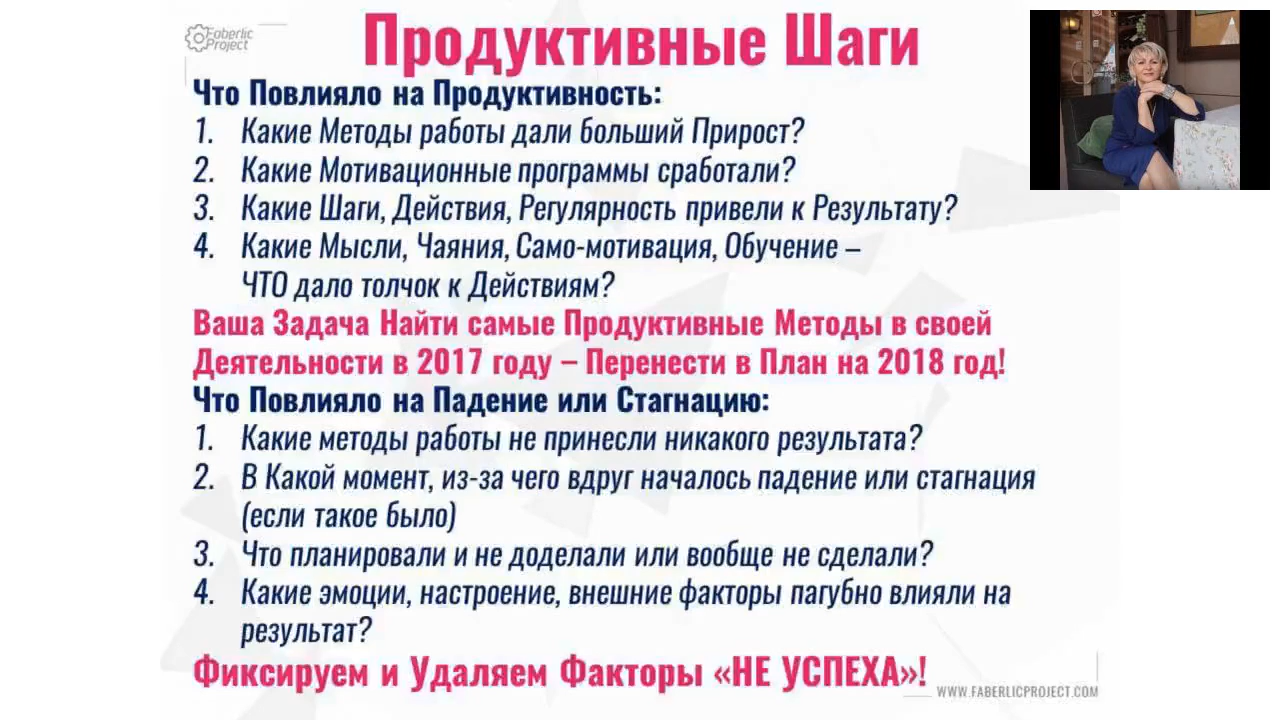 Faberlic
Project
Продуктивные Шаги
Что Повлияло на Продуктивность:
1. Какие Методы работы дали больший Прирост?
2. Какие Мотивационные программы сработали?
3. Какие Шаги, Действия, Регулярность привели к Результату?
4. Какие Мысли, Чаяния, Само-мотивация, Обучение –
ЧТО дало толчок к Действиям?
Ваша Задача Найти самые Продуктивные Методы в своей
Деятельности в 2017 году – Перенести в План на 2018 год!
Что Повлияло на Падение или Стагнацию:
1. Какие методы работы не принесли никакого результата?
2. В Какой момент, из-за чего вдруг началось падение или стагнация
(если такое было)
3. Что планировали и не доделали или вообще не сделали?
4. Какие эмоции, настроение, внешние факторы пагубно влияли на
результат?
Фиксируем и Удаляем Факторы «НЕ УСПЕХА»!
WWW.FABERLICPROJECT.COM